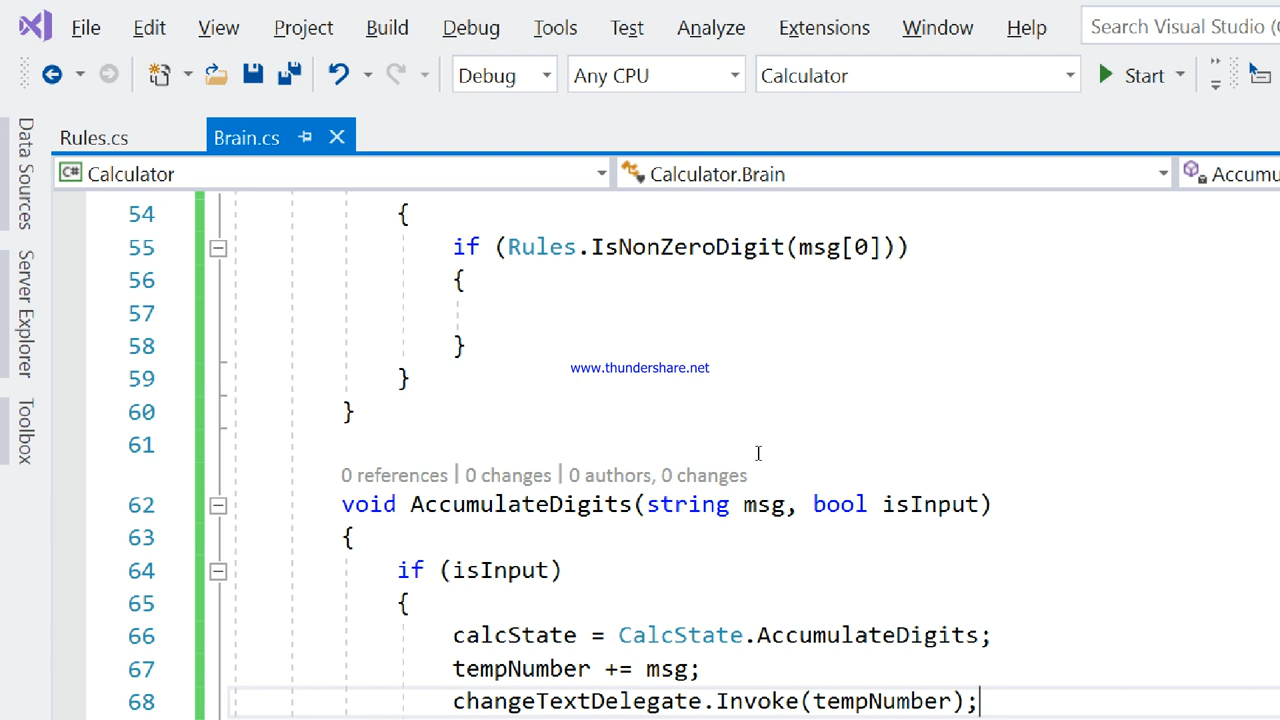 File Edit View Project Build Debug Tools Test Analyze Extensions Window Help Search Visual Studio (
Debug Any CPU Calculator Start
Rules.cs Brain.cs
Calculator Calculator.Brain Accumu
Data Sources
Server Explorer
Toolbox
54 {
55 if (Rules.IsNonZeroDigit(msg[0]))
56 {
57
58 }
www.thundershare.net
59 }
60 }
61
0 references | 0 changes | 0 authors, 0 changes
62 void AccumulateDigits(string msg, bool isInput)
63 {
64 if (isInput)
65 {
66 calcState = CalcState.AccumulateDigits;
67 tempNumber += msg;
68 changeTextDelegate.Invoke(tempNumber);